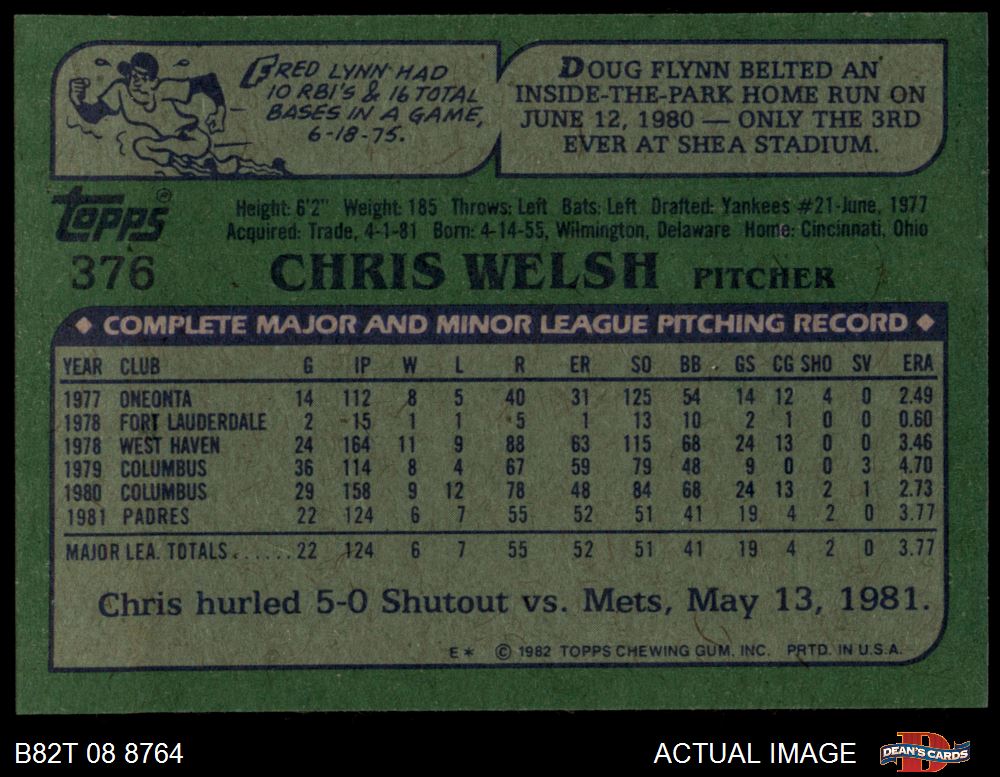 FRED LYNN HAD
10 RBI'S & 16 TOTAL
BASES IN A GAME,
6-18-75.
DOUG FLYNN BELTED AN
INSIDE-THE-PARK HOME RUN ON
JUNE 12, 1980 — ONLY THE 3RD
EVER AT SHEA STADIUM.
Topps®
376
Height: 6'2" Weight: 185 Throws: Left Bats: Left Drafted: Yankees #21-June, 1977
Acquired: Trade, 4-1-81 Born: 4-14-55, Wilmington, Delaware Home: Cincinnati, Ohio
CHRIS WELSH PITCHER
◆ COMPLETE MAJOR AND MINOR LEAGUE PITCHING RECORD ◆
YEAR CLUB G IP W L R ER SO BB GS CG SHO SV ERA
1977 ONEONTA 14 112 8 5 40 31 125 54 14 12 4 0 2.49
1978 FORT LAUDERDALE 2 15 1 1 5 1 13 10 2 1 0 0 0.60
1978 WEST HAVEN 24 164 11 9 88 63 115 68 24 13 0 0 3.46
1979 COLUMBUS 36 114 8 4 67 59 79 48 9 0 0 3 4.70
1980 COLUMBUS 29 158 9 12 78 48 84 68 24 13 2 1 2.73
1981 PADRES 22 124 6 7 55 52 51 41 19 4 2 0 3.77
MAJOR LEA. TOTALS....... 22 124 6 7 55 52 51 41 19 4 2 0 3.77
Chris hurled 5-0 Shutout vs. Mets, May 13, 1981.
E* © 1982 TOPPS CHEWING GUM, INC. PRTD. IN U.S.A.
B82T 08 8764
ACTUAL IMAGE
DEAN'S CARDS